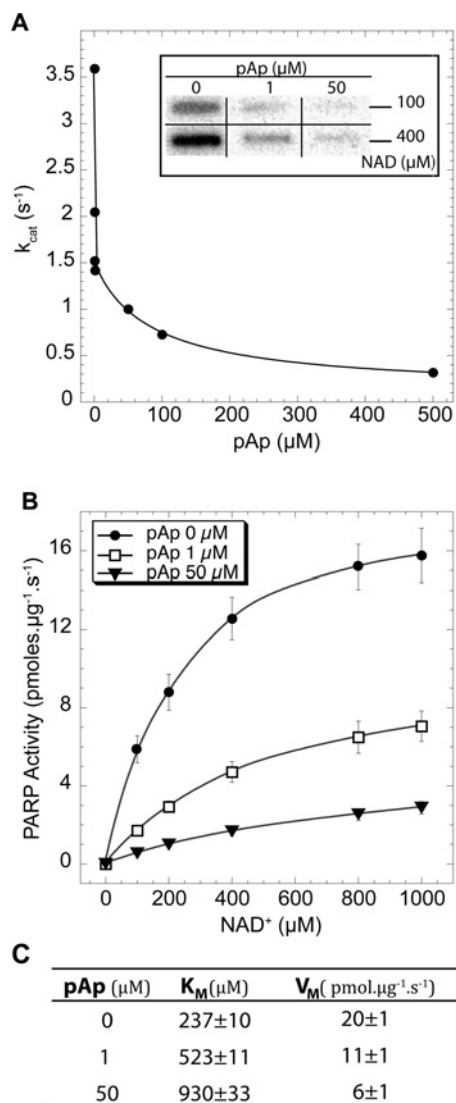 A
pAp (µM)
0 1 50
100
400
NAD (µM)
3.5
3
2.5
2
1.5
1
0.5
0
kcat (s-1)
0 100 200 300 400 500
pAp (µM)
B
pAp 0 µM
pAp 1 µM
pAp 50 µM
16
12
8
4
0
PARP Activity (pmoles.µg-1.s-1)
0 200 400 600 800 1000
NAD+ (µM)
C
pAp (µM) KM(µM) VM( pmol.µg-1.s-1)
0 237±10 20±1
1 523±11 11±1
50 930±33 6±1